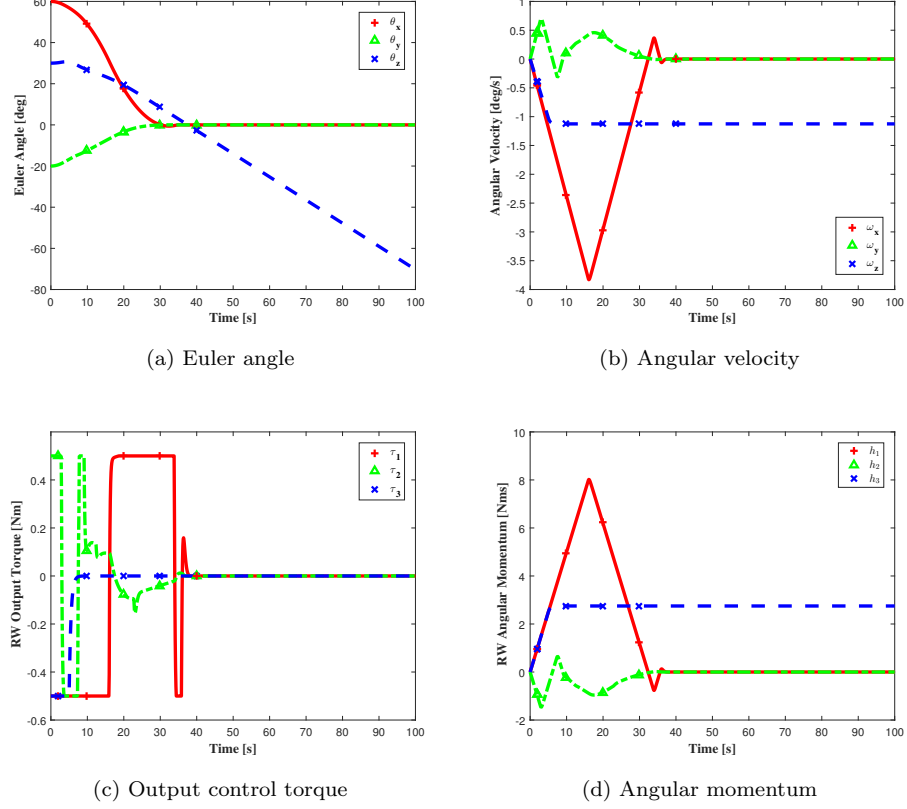 60
40
20
0
-20
-40
-60
-80
Euler Angle [deg]
θx
θy
θz
0 10 20 30 40 50 60 70 80 90 100
Time [s]
(a) Euler angle
1
0.5
0
-0.5
-1
-1.5
-2
-2.5
-3
-3.5
-4
Angular Velocity [deg/s]
ωx
ωy
ωz
0 10 20 30 40 50 60 70 80 90 100
Time [s]
(b) Angular velocity
0.4
0.2
0
-0.2
-0.4
-0.6
RW Output Torque [Nm]
τ1
τ2
τ3
0 10 20 30 40 50 60 70 80 90 100
Time [s]
(c) Output control torque
10
8
6
4
2
0
-2
RW Angular Momentum [Nms]
h1
h2
h3
0 10 20 30 40 50 60 70 80 90 100
Time [s]
(d) Angular momentum